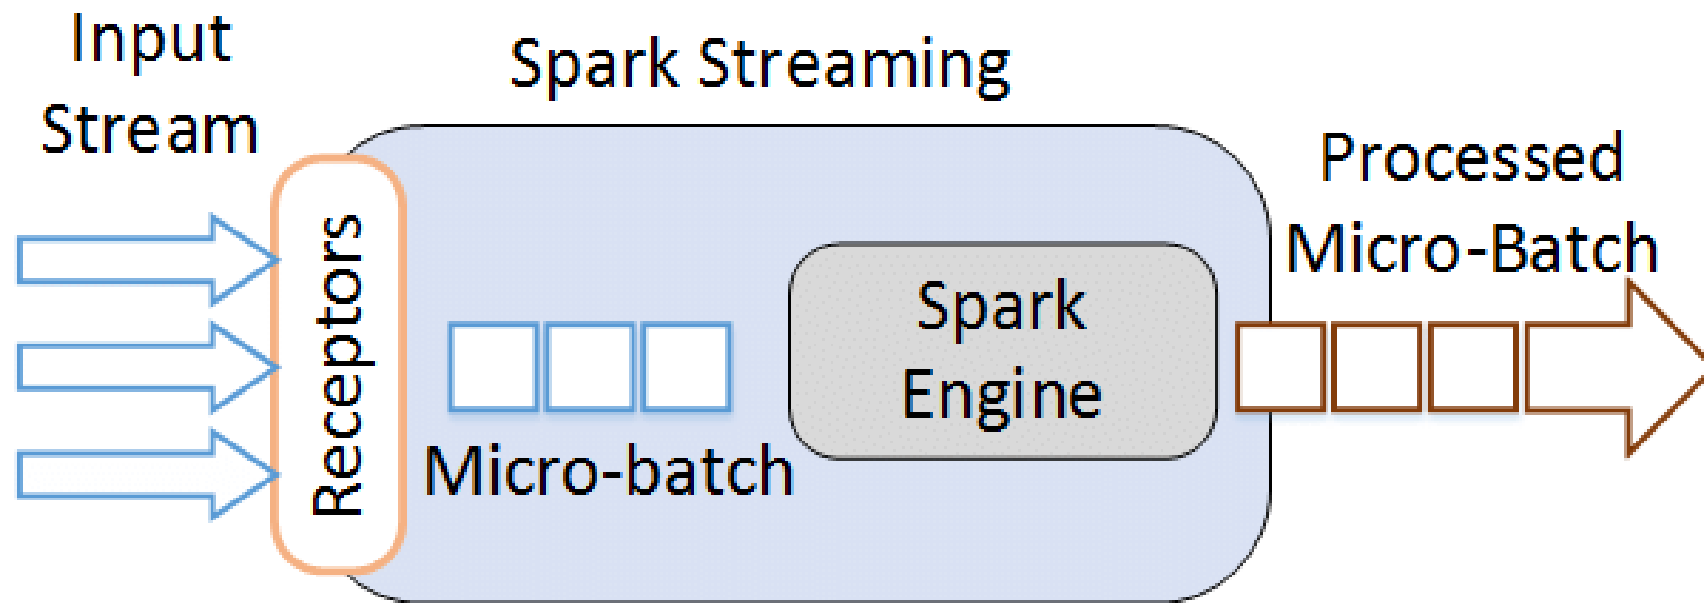 Input
Stream
Spark Streaming
Receptors
Micro-batch
Spark
Engine
Processed
Micro-Batch